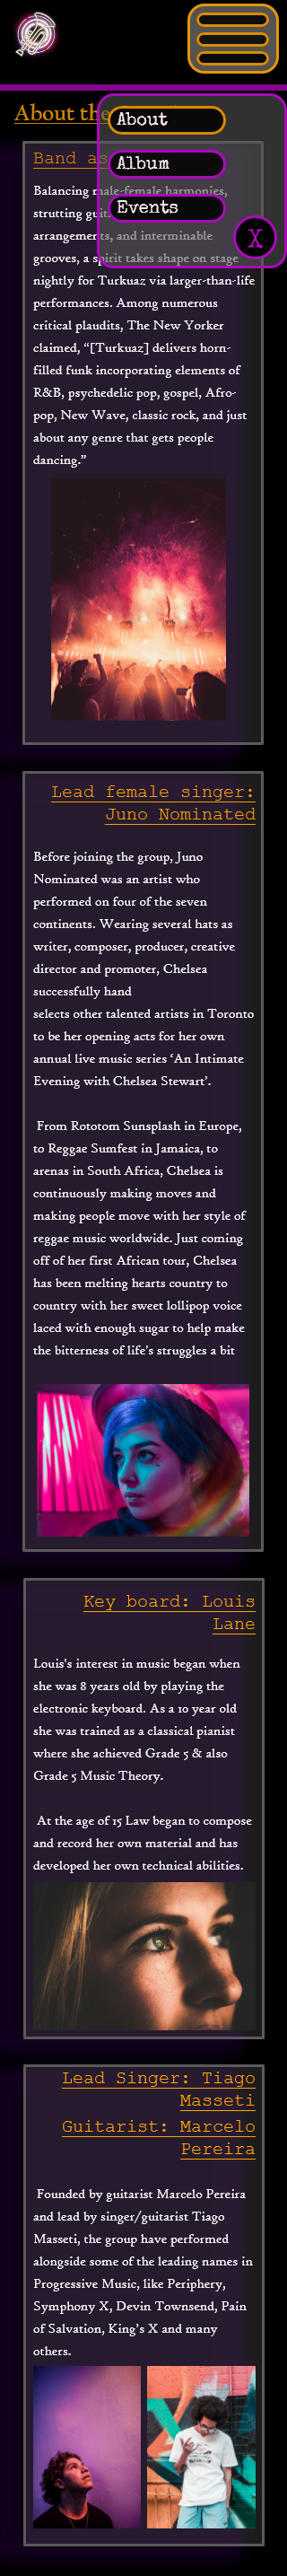 About the
About
Band as
Album
Events
X
Balancing male-female harmonies,
strutting
arrangements, and interminable
grooves, a spirit takes shape on stage
nightly for Turkuaz via larger-than-life
performances. Among numerous
critical plaudits, The New Yorker
claimed, “[Turkuaz] delivers horn-
filled funk incorporating elements of
R&B, psychedelic pop, gospel, Afro-
pop, New Wave, classic rock, and just
about any genre that gets people
dancing.”
Lead female singer:
Juno Nominated
Before joining the group, Juno
Nominated was an artist who
performed on four of the seven
continents. Wearing several hats as
writer, composer, producer, creative
director and promoter, Chelsea
successfully hand
selects other talented artists in Toronto
to be her opening acts for her own
annual live music series ‘An Intimate
Evening with Chelsea Stewart’.
From Rototom Sunsplash in Europe,
to Reggae Sumfest in Jamaica, to
arenas in South Africa, Chelsea is
continuously making moves and
making people move with her style of
reggae music worldwide. Just coming
off of her first African tour, Chelsea
has been melting hearts country to
country with her sweet lollipop voice
laced with enough sugar to help make
the bitterness of life's struggles a bit
Key board: Louis
Lane
Louis's interest in music began when
she was 8 years old by playing the
electronic keyboard. As a 10 year old
she was trained as a classical pianist
where she achieved Grade 5 & also
Grade 5 Music Theory.
At the age of 15 Law began to compose
and record her own material and has
developed her own technical abilities.
Lead Singer: Tiago
Masseti
Guitarist: Marcelo
Pereira
Founded by guitarist Marcelo Pereira
and lead by singer/guitarist Tiago
Masseti, the group have performed
alongside some of the leading names in
Progressive Music, like Periphery,
Symphony X, Devin Townsend, Pain
of Salvation, King’s X and many
others.